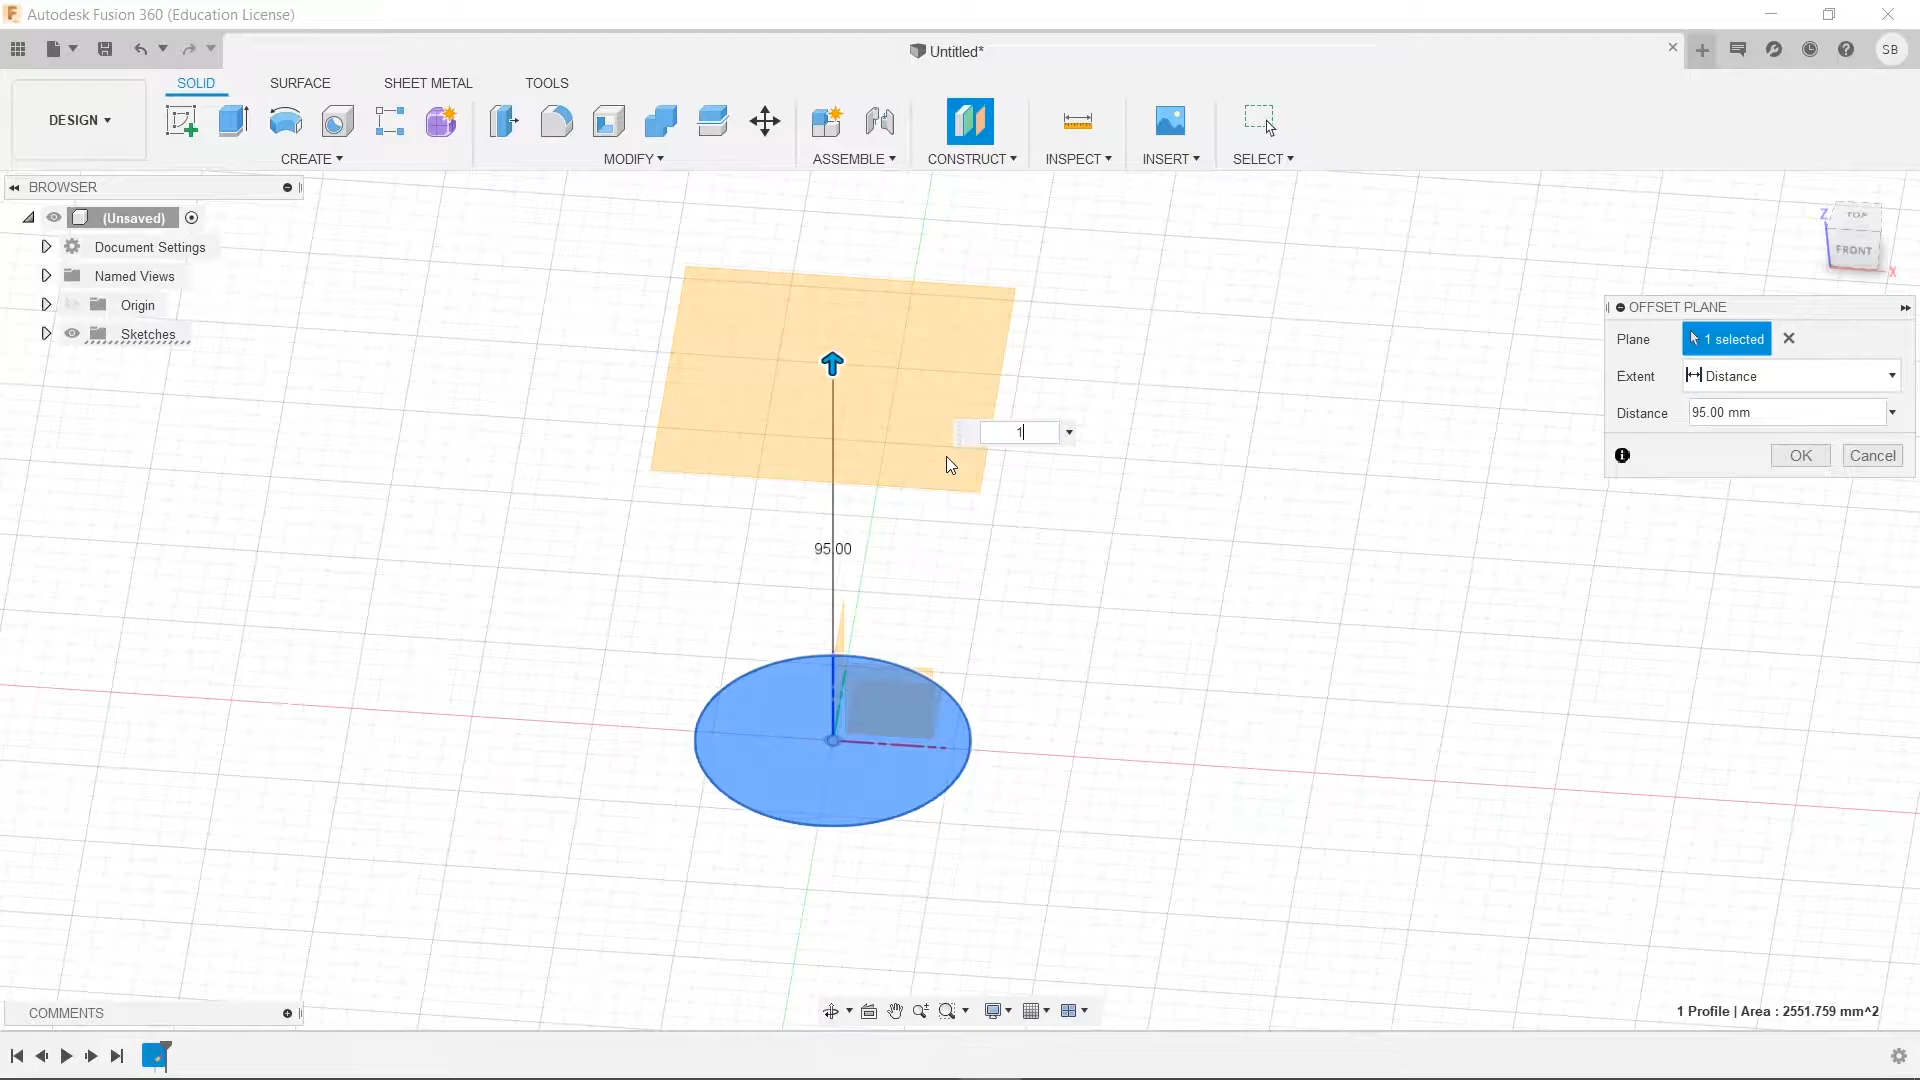 Autodesk Fusion 360 (Education License)
Untitled*
SB
DESIGN
SOLID
SURFACE
SHEET METAL
TOOLS
CREATE
MODIFY
ASSEMBLE
CONSTRUCT
INSPECT
INSERT
SELECT
BROWSER
(Unsaved)
Document Settings
Named Views
Origin
Sketches
Z
TOP
FRONT
X
OFFSET PLANE
Plane
1 selected
Extent
Distance
Distance
95.00 mm
OK
Cancel
1
95.00
COMMENTS
1 Profile | Area : 2551.759 mm^2